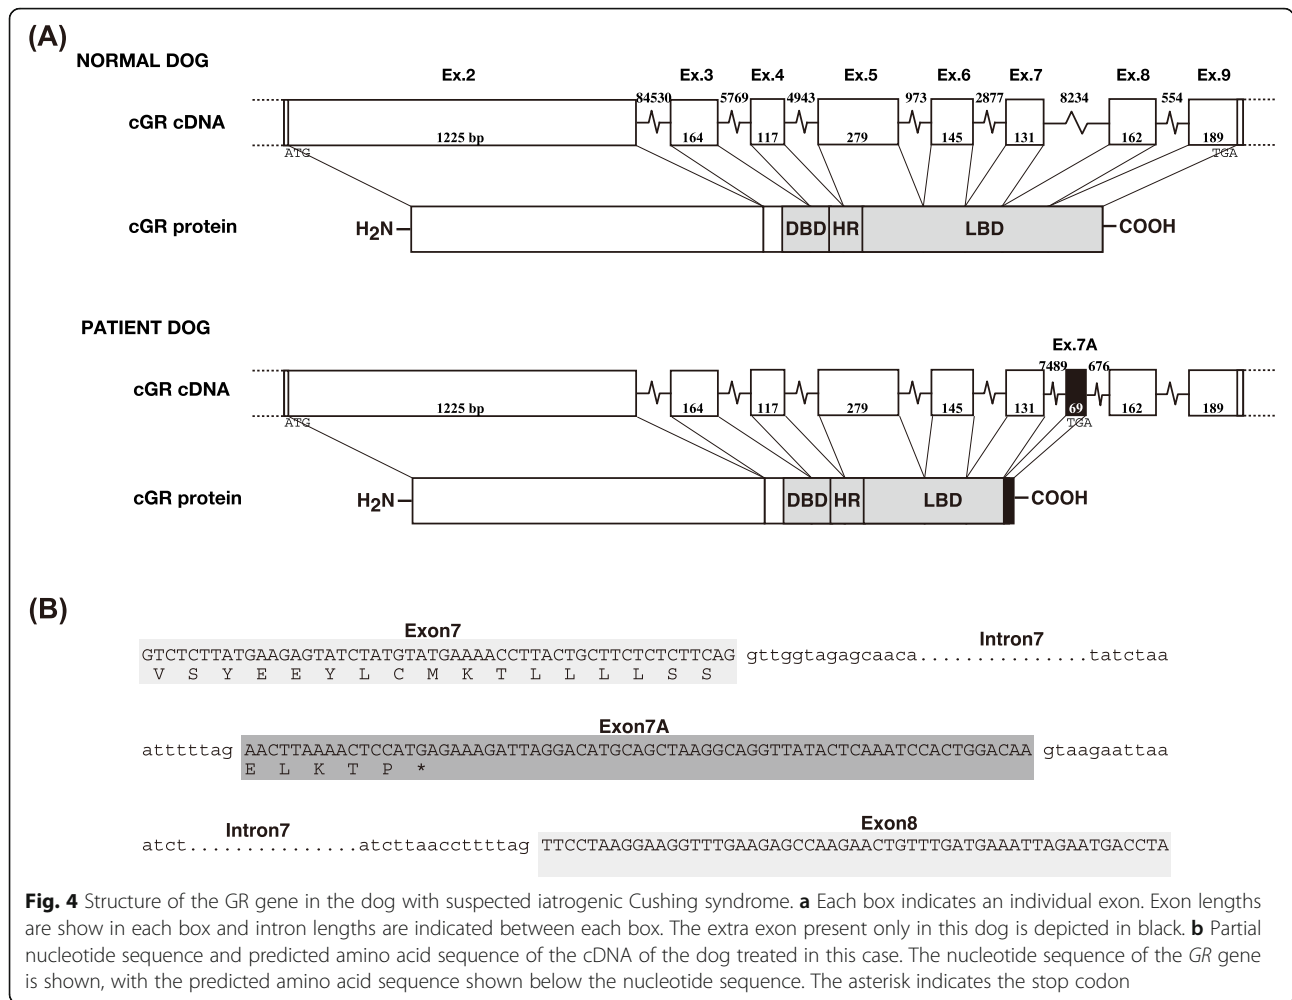 (A)
NORMAL DOG
Ex.2 Ex.3 Ex.4 Ex.5 Ex.6 Ex.7 Ex.8 Ex.9
84530 5769 4943 973 2877 8234 554
cGR cDNA
1225 bp 164 117 279 145 131 162 189
ATG TGA
cGR protein H2N DBD HR LBD COOH
PATIENT DOG
Ex.7A
7489 676
cGR cDNA
1225 bp 164 117 279 145 131 69 162 189
ATG TGA
cGR protein H2N DBD HR LBD COOH
(B)
Exon7 Intron7
GTCTCTTATGAAGAGTATCTATGTATGAAAACCTTACTGCTTCTCTCTTCAG gttggtagagcaaca...............tatctaa
V S Y E E Y L C M K T L L L L S S
Exon7A
atttttag AACTTAAAACTCCATGAGAAAGATTAGGACATGCAGCTAAGGCAGGTTATACTCAAATCCACTGGACAA gtaagaattaa
E L K T P *
Intron7 Exon8
atct...............atcttaaccttttag TTCCTAAGGAAGGTTTGAAGAGCCAAGAACTGTTTGATGAAATTAGAATGACCTA
Fig. 4 Structure of the GR gene in the dog with suspected iatrogenic Cushing syndrome. a Each box indicates an individual exon. Exon lengths
are show in each box and intron lengths are indicated between each box. The extra exon present only in this dog is depicted in black. b Partial
nucleotide sequence and predicted amino acid sequence of the cDNA of the dog treated in this case. The nucleotide sequence of the GR gene
is shown, with the predicted amino acid sequence shown below the nucleotide sequence. The asterisk indicates the stop codon